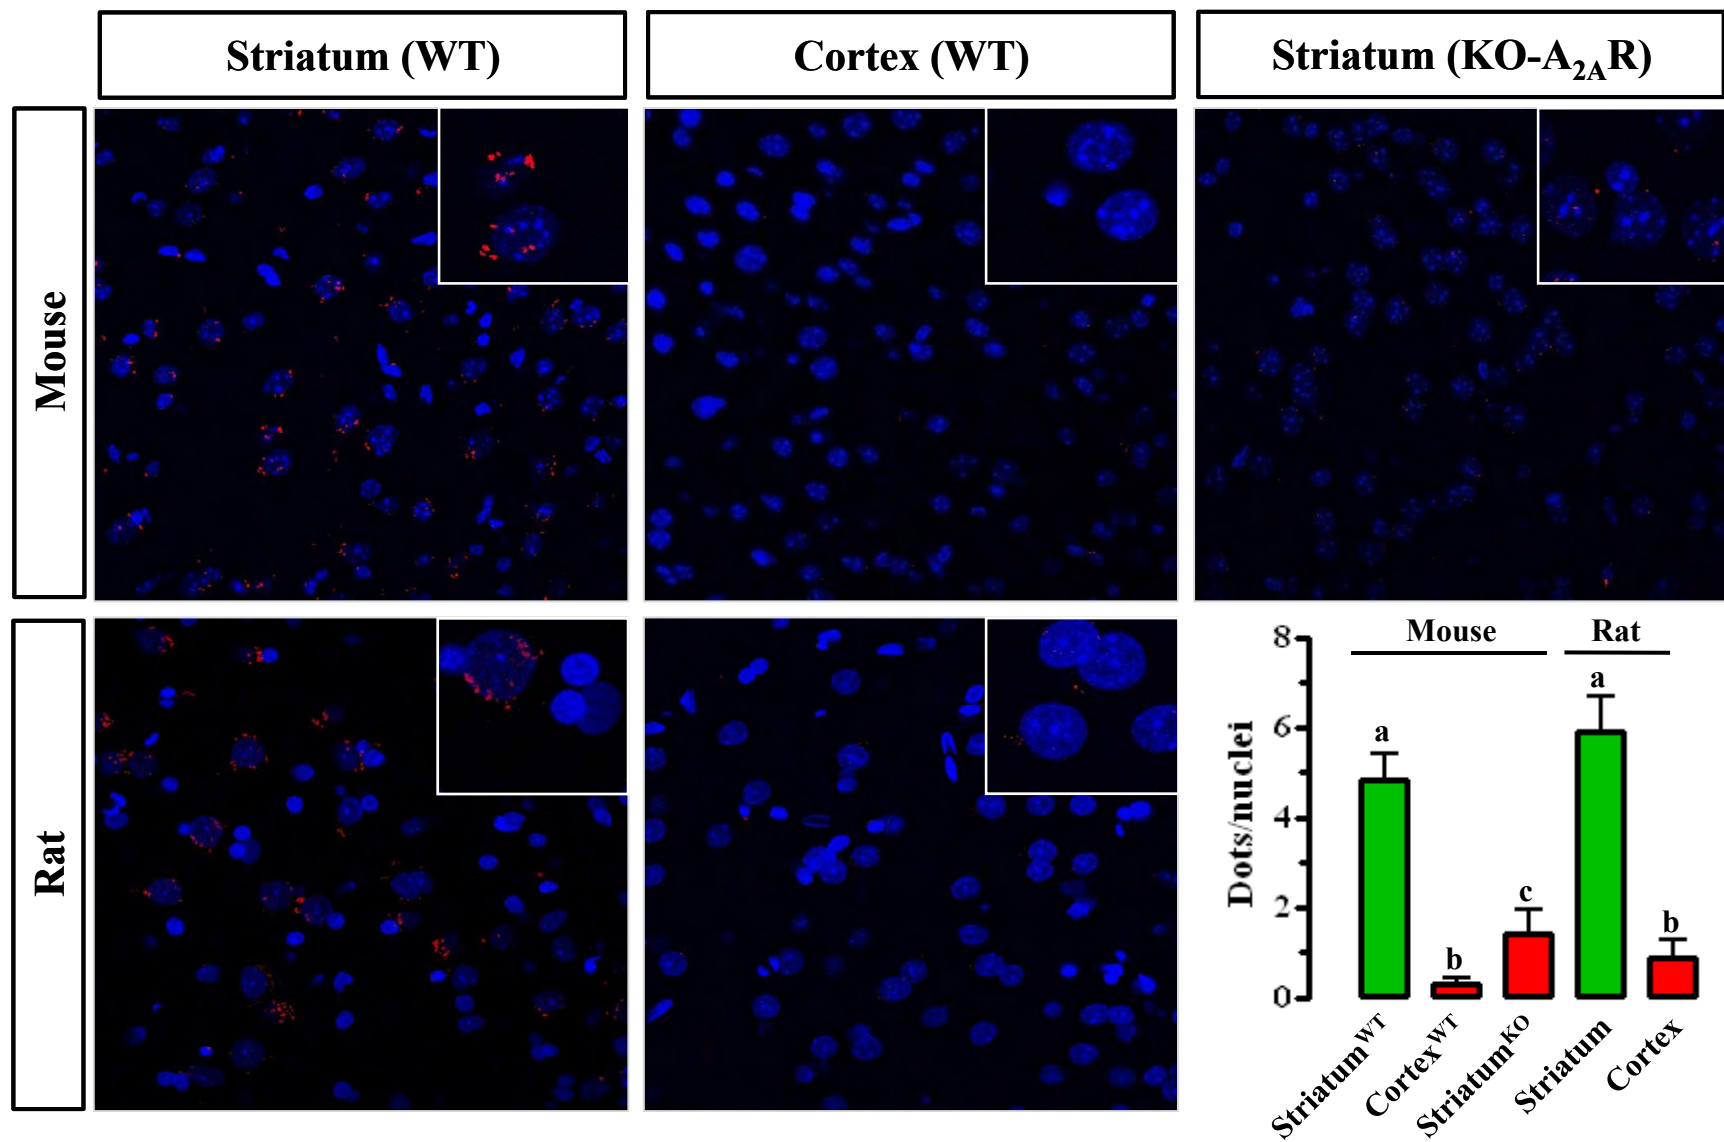 Striatum (WT)
Cortex (WT)
Striatum (KO-A2AR)
Mouse
Rat
Mouse
Rat
8
6
4
2
0
Dots/nuclei
a
b
c
a
b
StriatumWT
CortexWT
StriatumKO
Striatum
Cortex